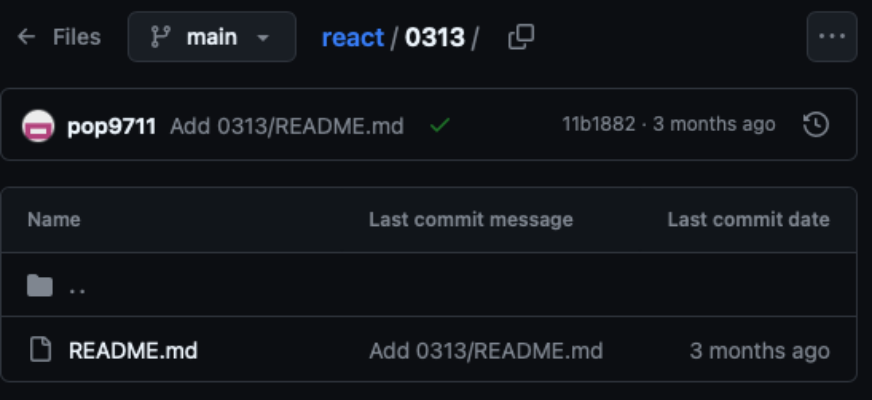 ← Files main react / 0313 /
pop9711 Add 0313/README.md 11b1882 · 3 months ago
Name Last commit message Last commit date
..
README.md Add 0313/README.md 3 months ago